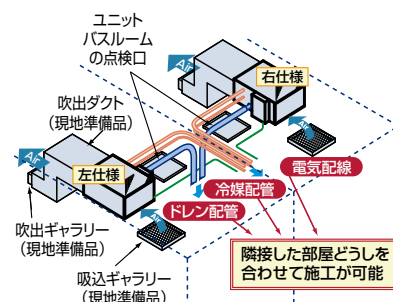 ユニット
バスルーム
の点検口
Air
右仕様
吹出ダクト
(現地準備品)
Air
Air
左仕様
電気配線
冷媒配管
ドレン配管
Air
吹出ギャラリー
(現地準備品)
隣接した部屋どうしを
合わせて施工が可能
吸込ギャラリー
(現地準備品)